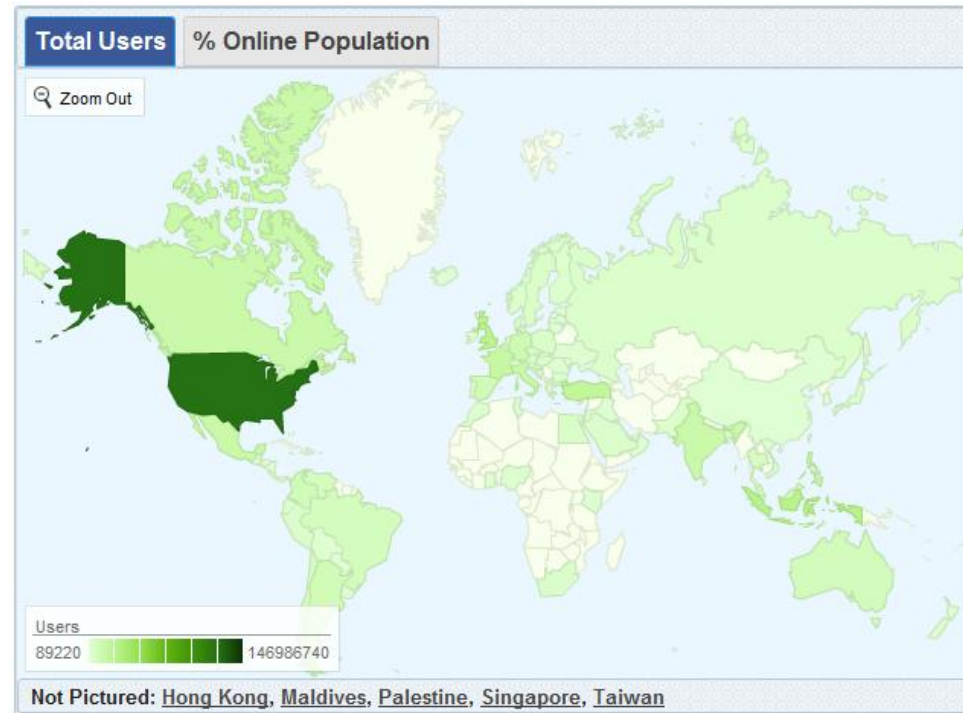 Total Users % Online Population
Zoom Out
Users
89220 146986740
Not Pictured: Hong Kong, Maldives, Palestine, Singapore, Taiwan